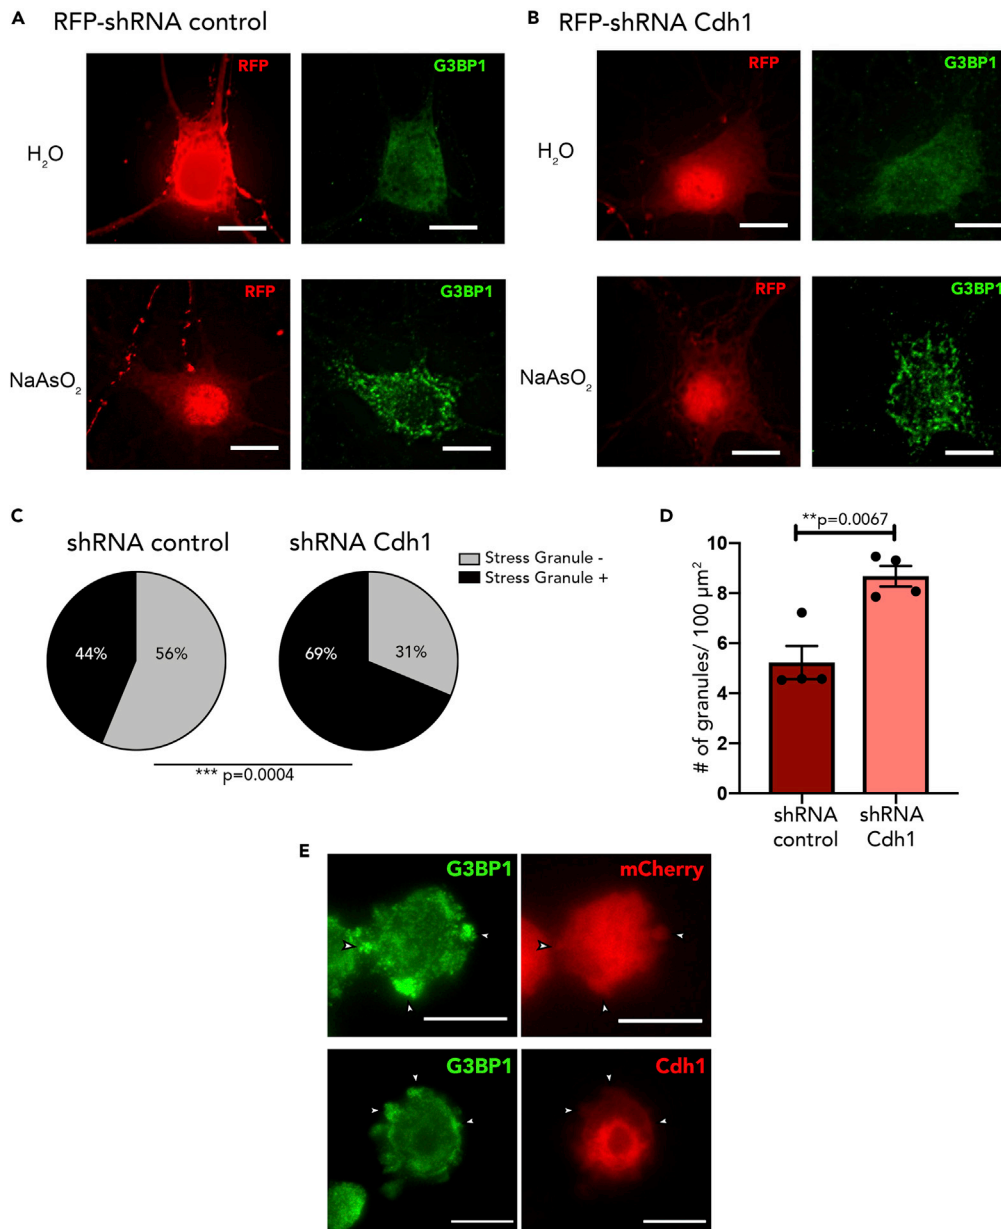 A RFP-shRNA control
RFP
G3BP1
H₂O
RFP
G3BP1
NaAsO₂
B RFP-shRNA Cdh1
RFP
G3BP1
H₂O
RFP
G3BP1
NaAsO₂
C
shRNA control
shRNA Cdh1
Stress Granule -
Stress Granule +
44%
56%
69%
31%
*** p=0.0004
D
**p=0.0067
# of granules/ 100 µm²
10
8
6
4
2
0
shRNA
control
shRNA
Cdh1
E
G3BP1
mCherry
G3BP1
Cdh1